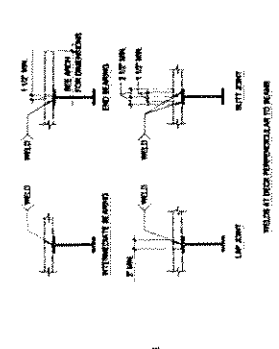 WELD
WELD
INTERMEDIATE BEARING
1 1/2" MIN.
SEE ARCH
FOR DIMENSIONS
WELD
END BEARING
WELD
2" MIN.
LAP JOINT
WELD
2 1/2" MIN.
1 1/2" MIN.
BUTT JOINT
WELDS AT DECK PERPENDICULAR TO BEAMS